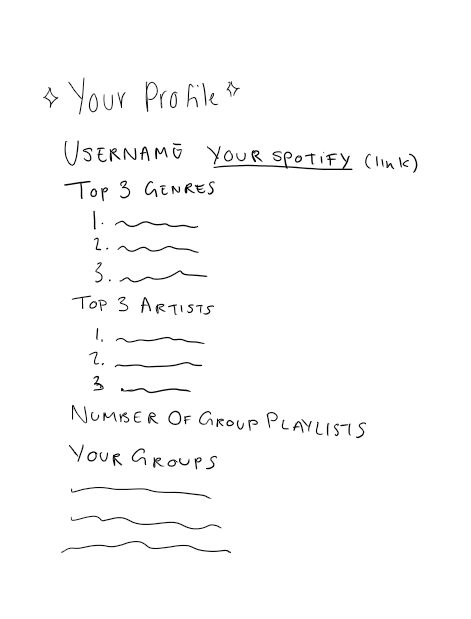 Your Profile
USERNAME YOUR SPOTIFY (link)
TOP 3 GENRES
1.
2.
3.
TOP 3 ARTISTS
1.
2.
3
NUMBER OF GROUP PLAYLISTS
YOUR GROUPS